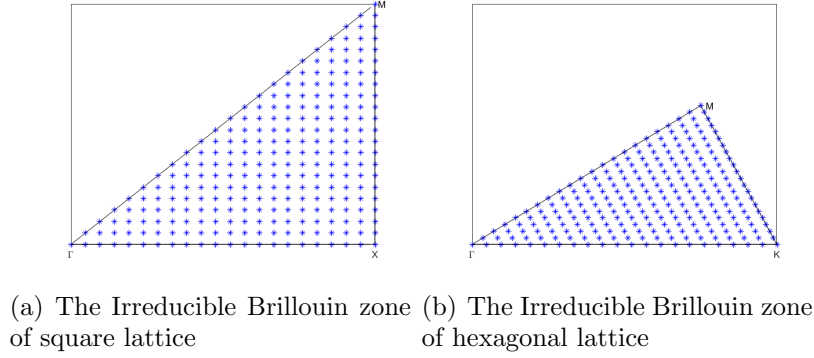 M
M
Γ
X
Γ
K
(a) The Irreducible Brillouin zone
of square lattice
(b) The Irreducible Brillouin zone
of hexagonal lattice